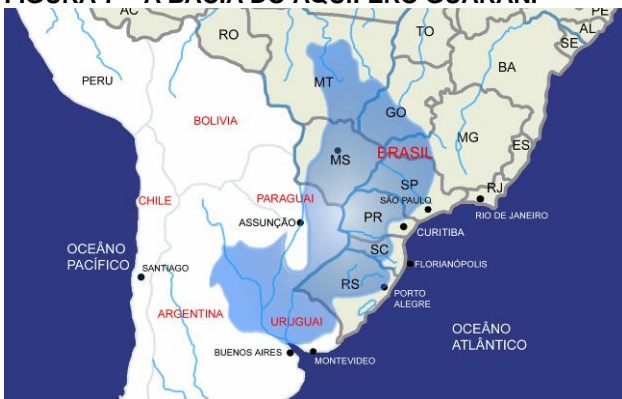 FIGURA 7 – A BACIA DO AQUÍFERO GUARANI
AC
RO
TO
PE
AL
SE
BA
PERU
MT
GO
BOLIVIA
MG
ES
BRASIL
MS
SP
RJ
CHILE
PARAGUAI
SÃO PAULO
RIO DE JANEIRO
ASSUNÇÃO
PR
CURITIBA
OCEÂNO
PACÍFICO
SC
FLORIANÓPOLIS
SANTIAGO
RS
PORTO
ALEGRE
ARGENTINA
URUGUAI
OCEÂNO
ATLÂNTICO
BUENOS AIRES
MONTEVIDEO